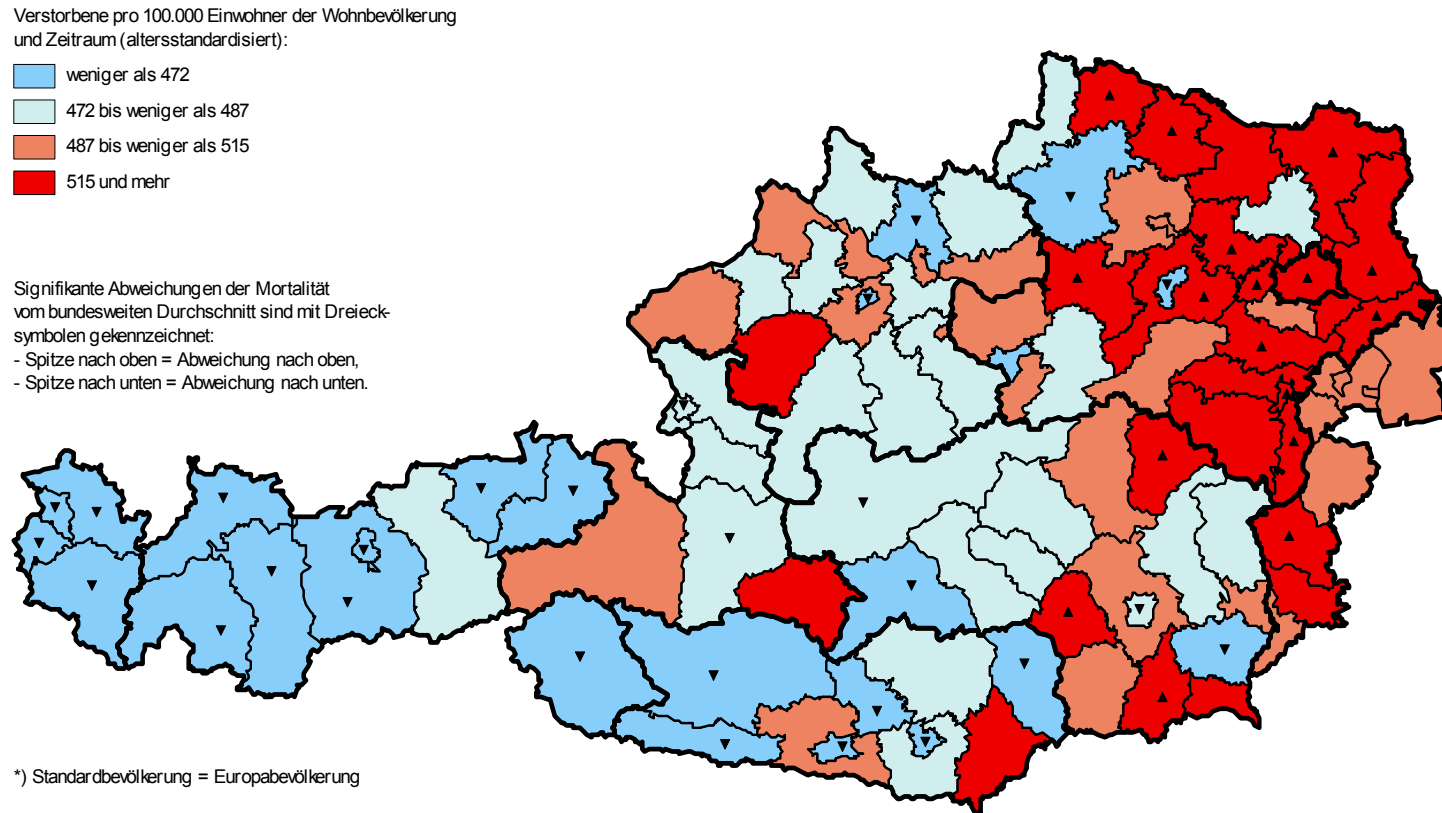 Verstorbene pro 100.000 Einwohner der Wohnbevölkerung
und Zeitraum (altersstandardisiert):
weniger als 472
472 bis weniger als 487
487 bis weniger als 515
515 und mehr
Signifikante Abweichungen der Mortalität
vom bundesweiten Durchschnitt sind mit Dreieck-
symbolen gekennzeichnet:
- Spitze nach oben = Abweichung nach oben,
- Spitze nach unten = Abweichung nach unten.
*) Standardbevölkerung = Europabevölkerung